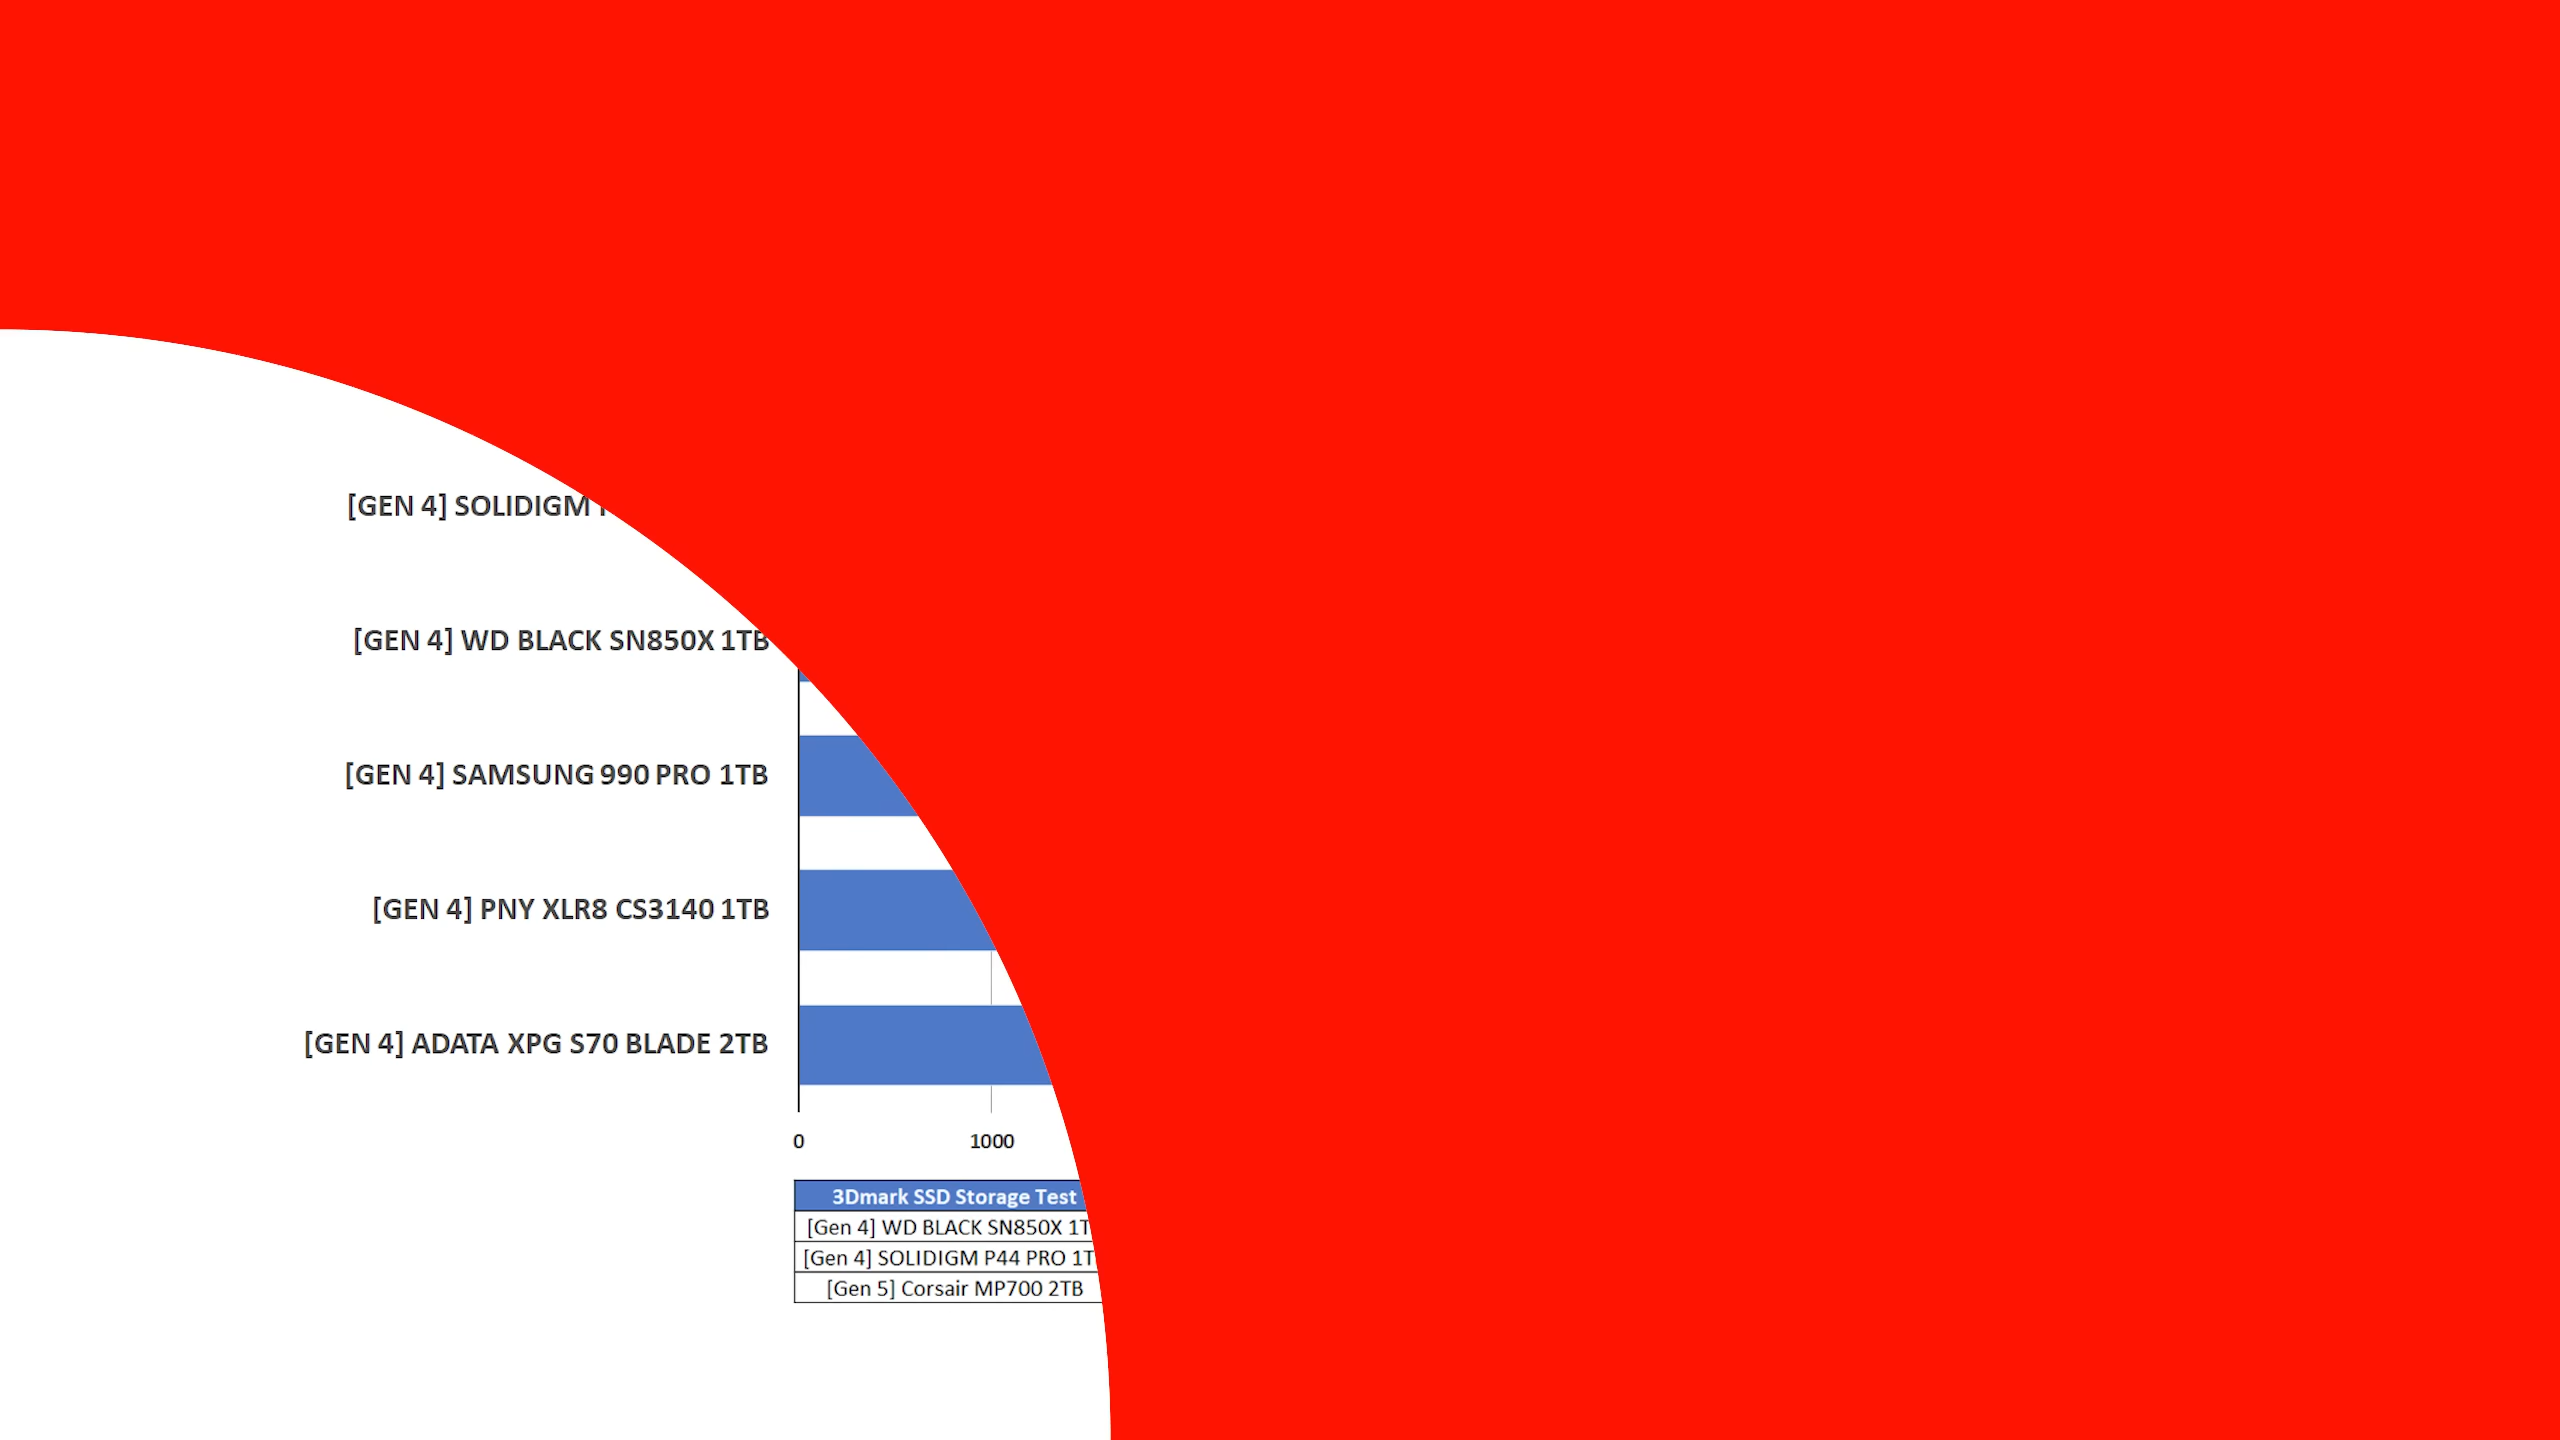 [GEN 4] SOLIDIGM
[GEN 4] WD BLACK SN850X 1TB
[GEN 4] SAMSUNG 990 PRO 1TB
[GEN 4] PNY XLR8 CS3140 1TB
[GEN 4] ADATA XPG S70 BLADE 2TB
0 1000
3Dmark SSD Storage Test
[Gen 4] WD BLACK SN850X
[Gen 4] SOLIDIGM P44 PRO
[Gen 5] Corsair MP700 2TB